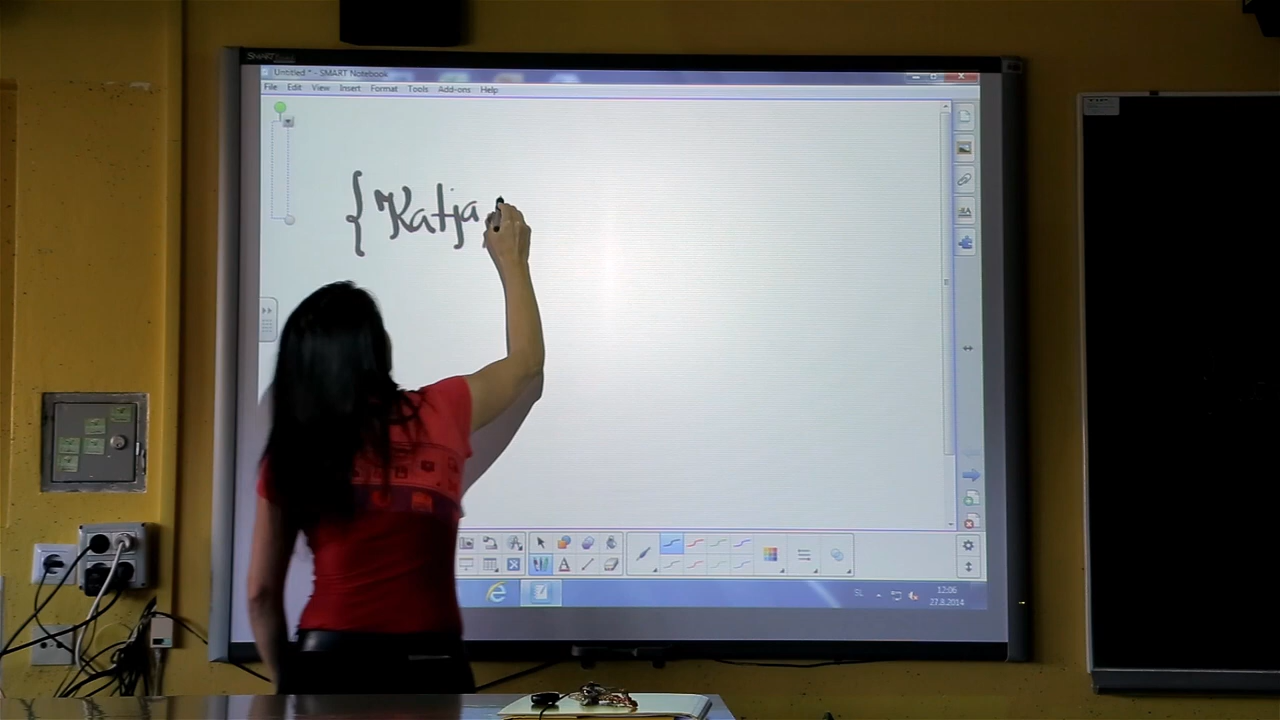 SMART
Untitled * - SMART Notebook
File Edit View Insert Format Tools Add-ons Help
{ Katja,
SL
12:06
27.8.2014